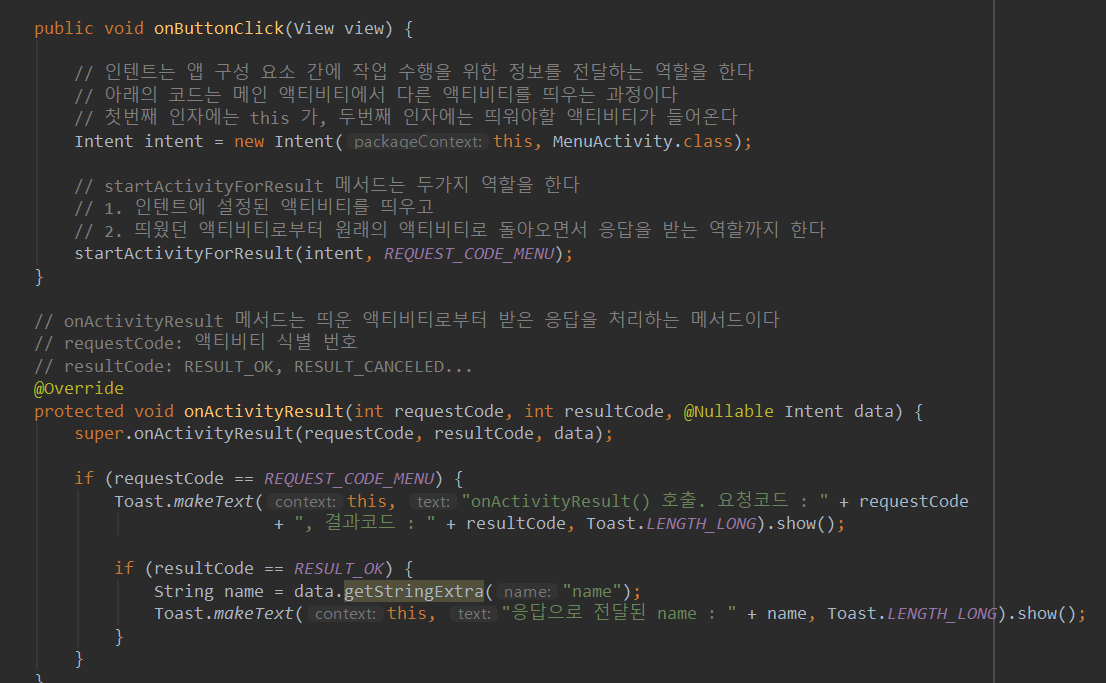 public void onButtonClick(View view) {
// 인텐트는 앱 구성 요소 간에 작업 수행을 위한 정보를 전달하는 역할을 한다
// 아래의 코드는 메인 액티비티에서 다른 액티비티를 띄우는 과정이다
// 첫번째 인자에는 this 가, 두번째 인자에는 띄워야할 액티비티가 들어온다
Intent intent = new Intent( packageContext: this, MenuActivity.class);
// startActivityForResult 메서드는 두가지 역할을 한다
// 1. 인텐트에 설정된 액티비티를 띄우고
// 2. 띄웠던 액티비티로부터 원래의 액티비티로 돌아오면서 응답을 받는 역할까지 한다
startActivityForResult(intent, REQUEST_CODE_MENU);
}
// onActivityResult 메서드는 띄운 액티비티로부터 받은 응답을 처리하는 메서드이다
// requestCode: 액티비티 식별 번호
// resultCode: RESULT_OK, RESULT_CANCELED...
@Override
protected void onActivityResult(int requestCode, int resultCode, @Nullable Intent data) {
super.onActivityResult(requestCode, resultCode, data);
if (requestCode == REQUEST_CODE_MENU) {
Toast.makeText( context: this, text: "onActivityResult() 호출. 요청코드 : " + requestCode
+ ", 결과코드 : " + resultCode, Toast.LENGTH_LONG).show();
if (resultCode == RESULT_OK) {
String name = data.getStringExtra( name: "name");
Toast.makeText( context: this, text: "응답으로 전달된 name : " + name, Toast.LENGTH_LONG).show();
}
}
}